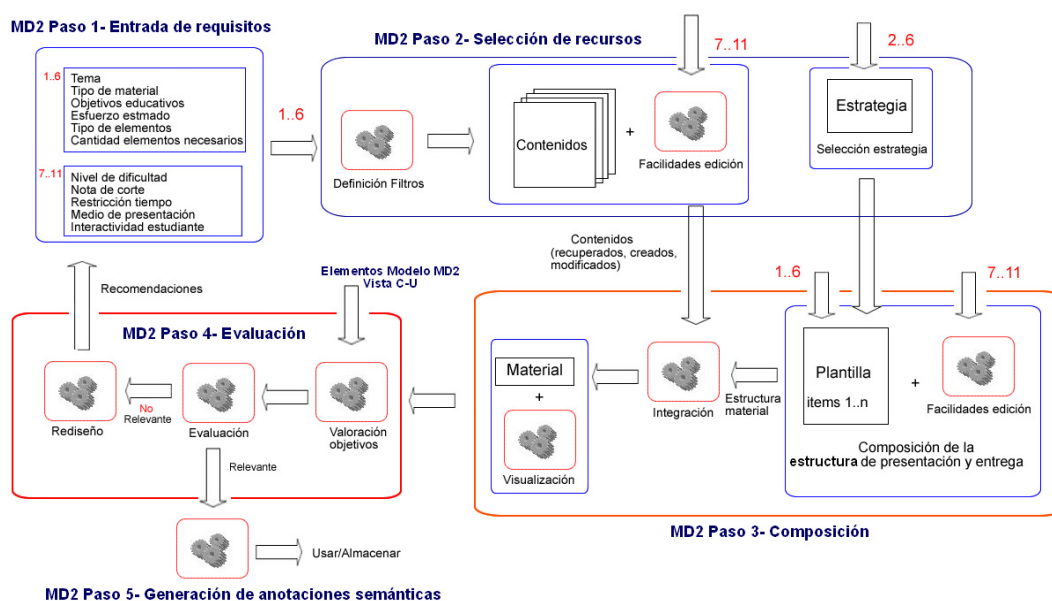 MD2 Paso 1- Entrada de requisitos
1..6
Tema
Tipo de material
Objetivos educativos
Esfuerzo estmado
Tipo de elementos
Cantidad elementos necesarios
7..11
Nivel de dificultad
Nota de corte
Restricción tiempo
Medio de presentación
Interactividad estudiante
1..6
MD2 Paso 2- Selección de recursos
7..11
2..6
Definición Filtros
Contenidos
+
Facilidades edición
Estrategia
Selección estrategia
Contenidos
(recuperados, creados,
modificados)
1..6
7..11
Recomendaciones
Elementos Modelo MD2
Vista C-U
MD2 Paso 4- Evaluación
Rediseño
No
Relevante
Evaluación
Valoración
objetivos
Relevante
Material
+
Visualización
Integración
Estructura
material
Plantilla
items 1..n
+
Facilidades edición
Composición de la
estructura de presentación y entrega
MD2 Paso 3- Composición
Usar/Almacenar
MD2 Paso 5- Generación de anotaciones semánticas